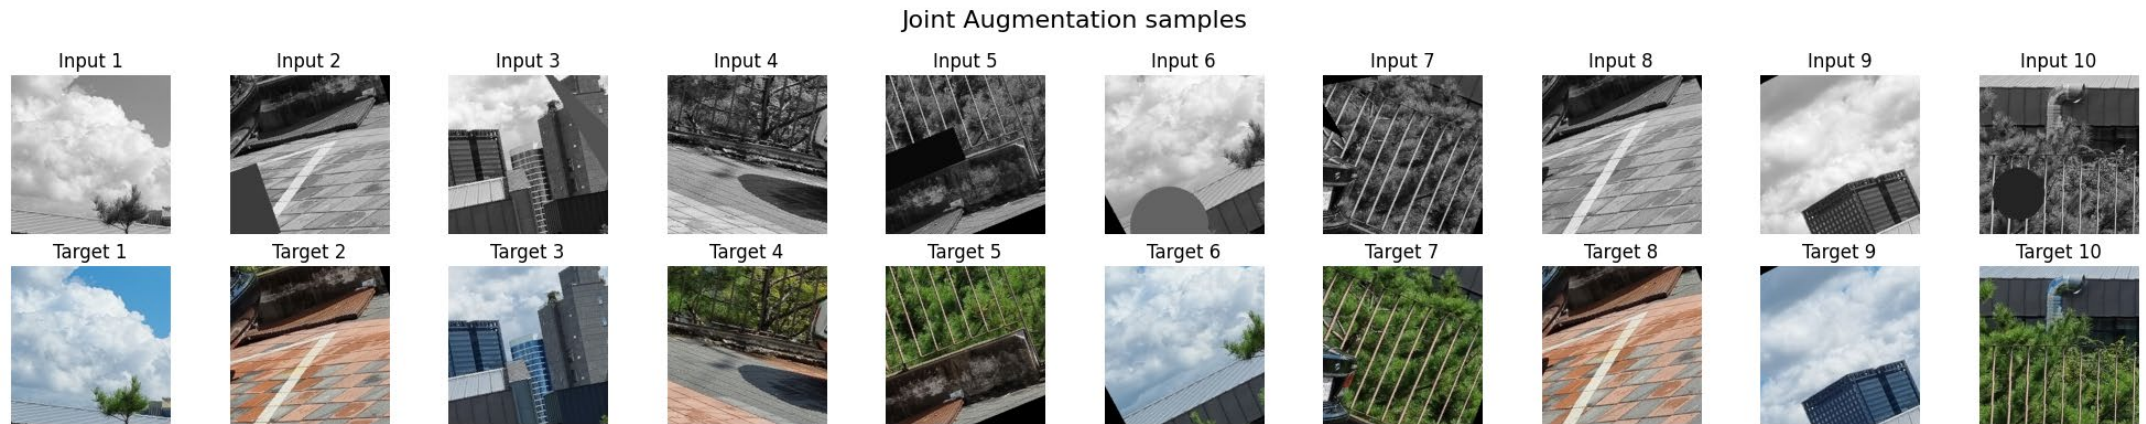 Joint Augmentation samples
Input 1 Input 2 Input 3 Input 4 Input 5 Input 6 Input 7 Input 8 Input 9 Input 10
Target 1 Target 2 Target 3 Target 4 Target 5 Target 6 Target 7 Target 8 Target 9 Target 10